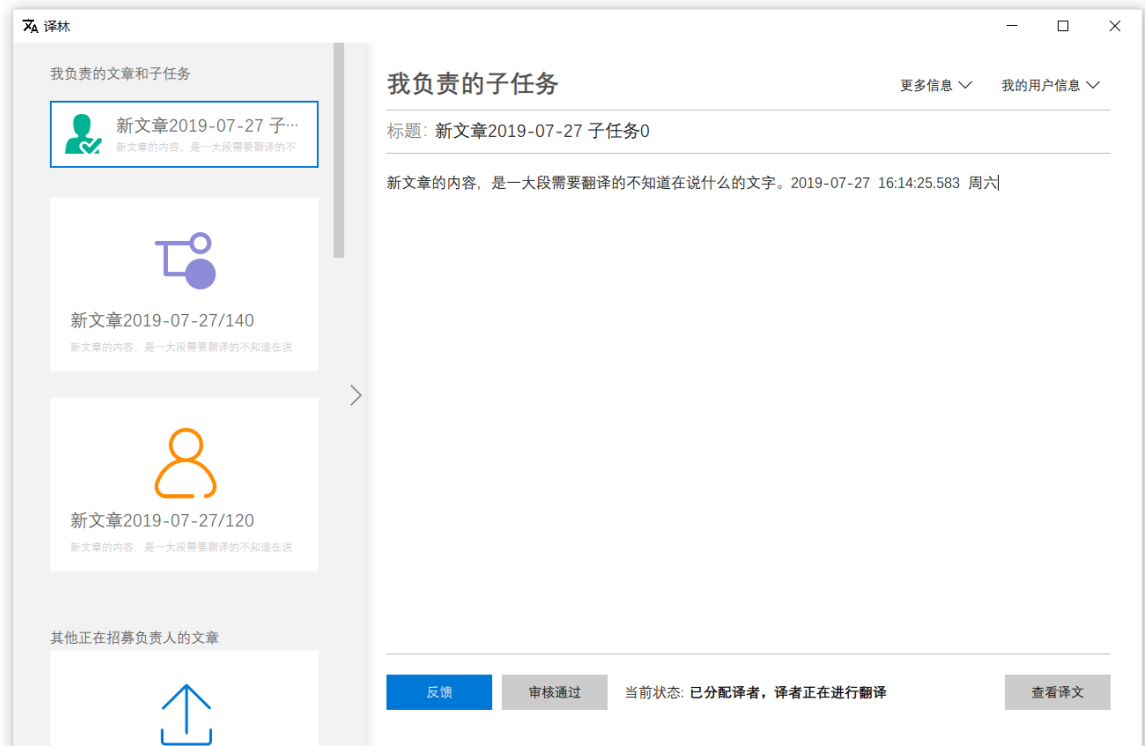 译林
我负责的文章和子任务
新文章2019-07-27 子…
新文章的内容，是一大段需要翻译的不
新文章2019-07-27/140
新文章的内容，是一大段需要翻译的不知道在说
新文章2019-07-27/120
新文章的内容，是一大段需要翻译的不知道在说
其他正在招募负责人的文章
我负责的子任务
更多信息
我的用户信息
标题: 新文章2019-07-27 子任务0
新文章的内容，是一大段需要翻译的不知道在说什么的文字。2019-07-27 16:14:25.583 周六
反馈
审核通过
当前状态: 已分配译者，译者正在进行翻译
查看译文